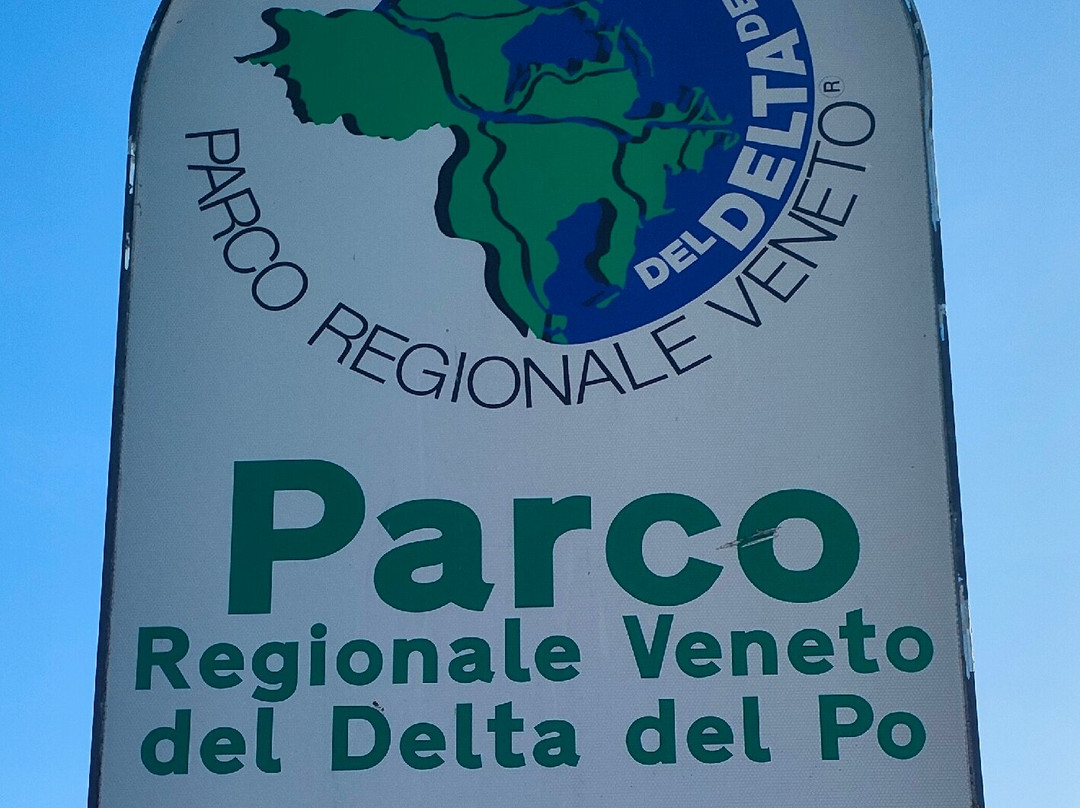 DEL DELTA DE
PARCO REGIONALE VENETO
®
Parco
Regionale Veneto
del Delta del Po